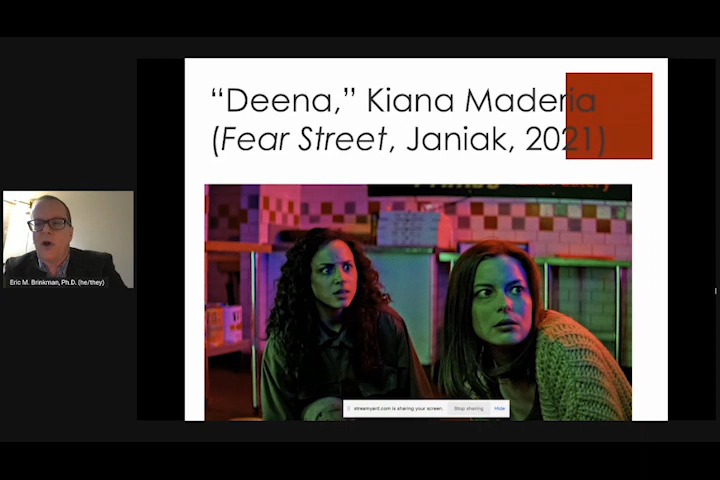 “Deena,” Kiana Maderia
(Fear Street, Janiak, 2021)
Eric M. Brinkman, Ph.D. (he/they)
streamyard.com is sharing your screen. Stop sharing Hide